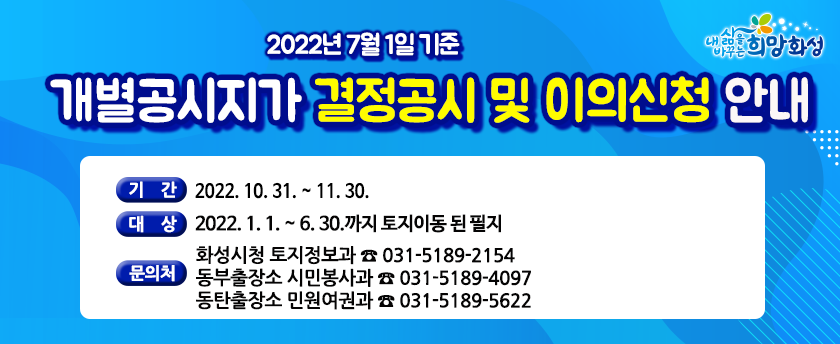 2022년 7월 1일 기준
내 삶을
바꾸는 희망화성
개별공시지가 결정공시 및 이의신청 안내
기 간 2022. 10. 31. ~ 11. 30.
대 상 2022. 1. 1. ~ 6. 30.까지 토지이동 된 필지
화성시청 토지정보과 ☎ 031-5189-2154
문의처 동부출장소 시민봉사과 ☎ 031-5189-4097
동탄출장소 민원여권과 ☎ 031-5189-5622